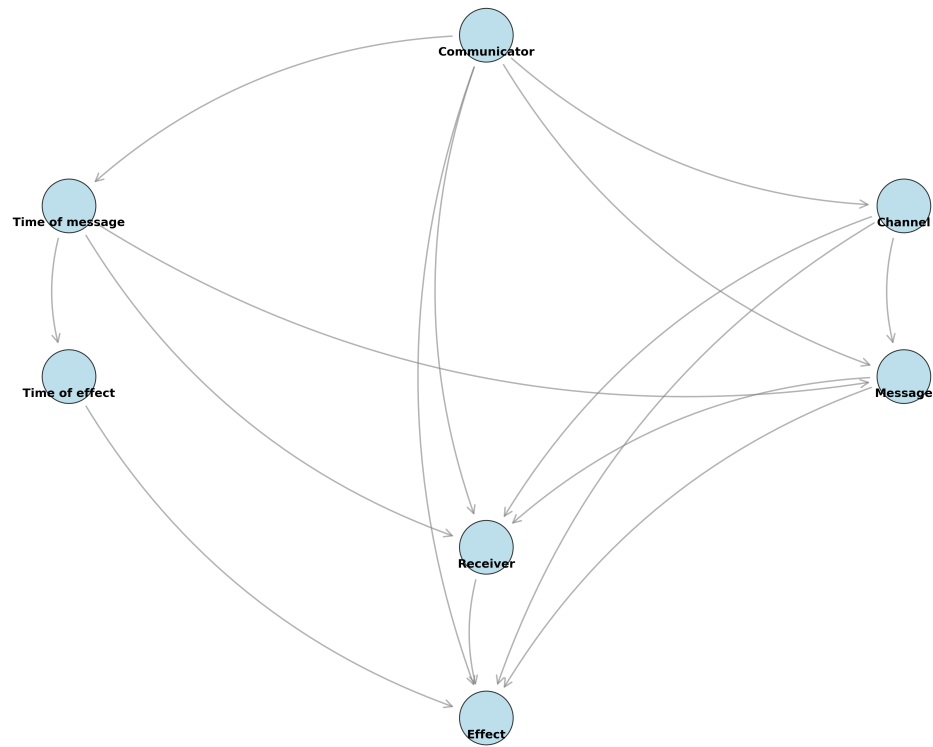 Communicator
Time of message
Channel
Time of effect
Message
Receiver
Effect